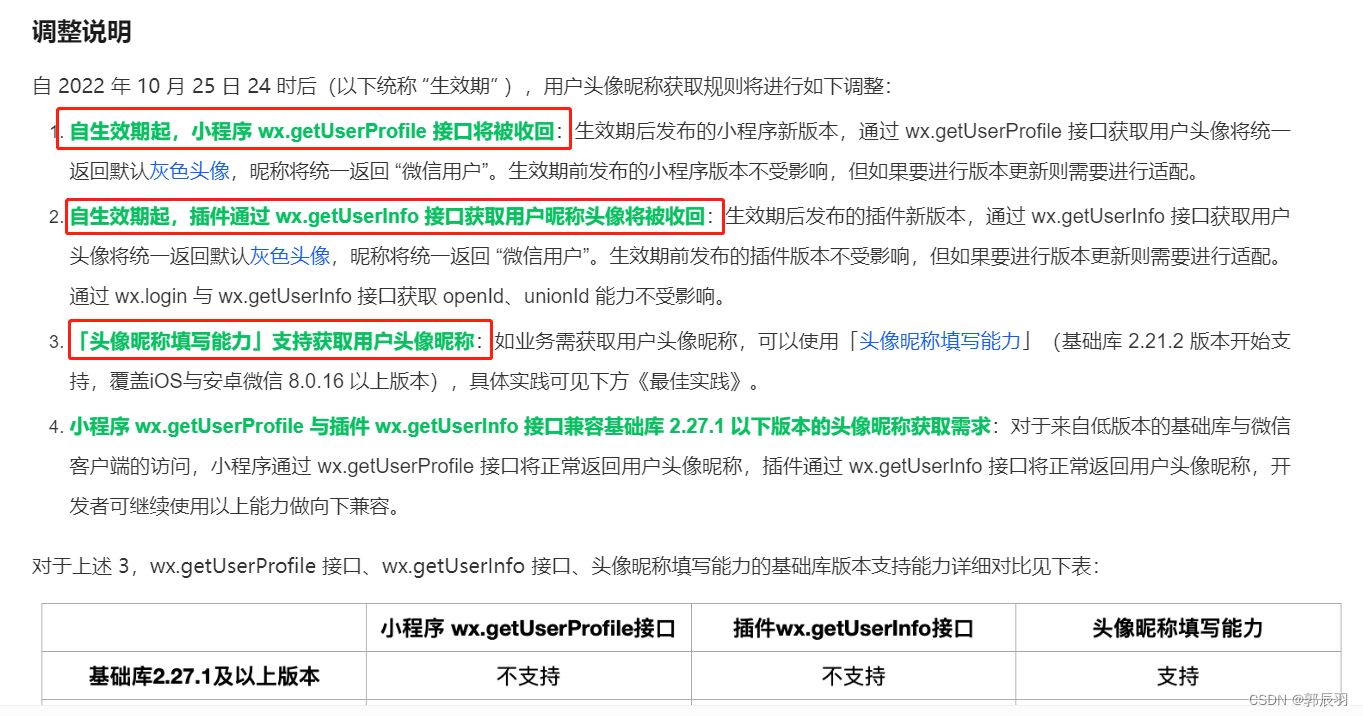 调整说明
自 2022 年 10 月 25 日 24 时后（以下统称 “生效期” ），用户头像昵称获取规则将进行如下调整：
1. 自生效期起，小程序 wx.getUserProfile 接口将被收回：生效期后发布的小程序新版本，通过 wx.getUserProfile 接口获取用户头像将统一
返回默认灰色头像，昵称将统一返回 “微信用户”。生效期前发布的小程序版本不受影响，但如果要进行版本更新则需要进行适配。
2. 自生效期起，插件通过 wx.getUserInfo 接口获取用户昵称头像将被收回：生效期后发布的插件新版本，通过 wx.getUserInfo 接口获取用户
头像将统一返回默认灰色头像，昵称将统一返回 “微信用户”。生效期前发布的插件版本不受影响，但如果要进行版本更新则需要进行适配。
通过 wx.login 与 wx.getUserInfo 接口获取 openId、unionId 能力不受影响。
3. 「头像昵称填写能力」支持获取用户头像昵称：如业务需获取用户头像昵称，可以使用「头像昵称填写能力」（基础库 2.21.2 版本开始支
持，覆盖iOS与安卓微信 8.0.16 以上版本），具体实践可见下方《最佳实践》。
4. 小程序 wx.getUserProfile 与插件 wx.getUserInfo 接口兼容基础库 2.27.1 以下版本的头像昵称获取需求：对于来自低版本的基础库与微信
客户端的访问，小程序通过 wx.getUserProfile 接口将正常返回用户头像昵称，插件通过 wx.getUserInfo 接口将正常返回用户头像昵称，开
发者可继续使用以上能力做向下兼容。
对于上述 3，wx.getUserProfile 接口、wx.getUserInfo 接口、头像昵称填写能力的基础库版本支持能力详细对比见下表：
小程序 wx.getUserProfile接口 插件wx.getUserInfo接口 头像昵称填写能力
基础库2.27.1及以上版本 不支持 不支持 支持
CSDN @郭辰羽